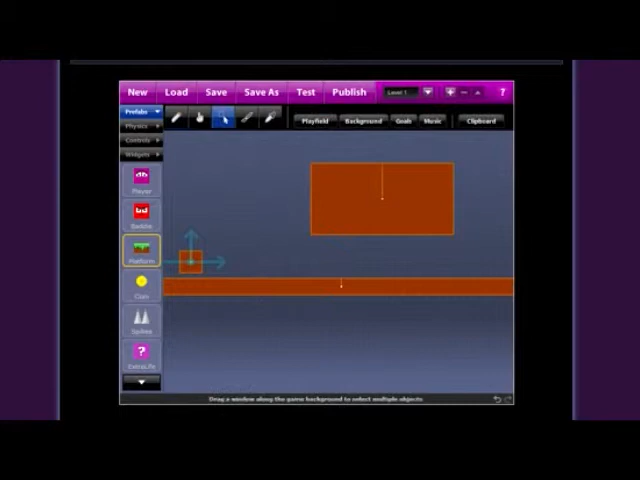 New Load Save Save As Test Publish Level 1 + − ?
Prefabs
Physics
Controls
Widgets
Playfield Background Goals Music Clipboard
Player
Baddie
Platform
Coin
Spikes
?
ExtraLife
Drag a window along the game background to select multiple objects